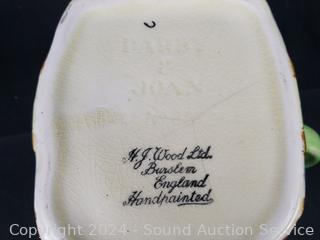 DARBY
&
JOAN
H.J. Wood Ltd.
Burslem
England
Handpainted
Copyright 2024 - Sound Auction Service